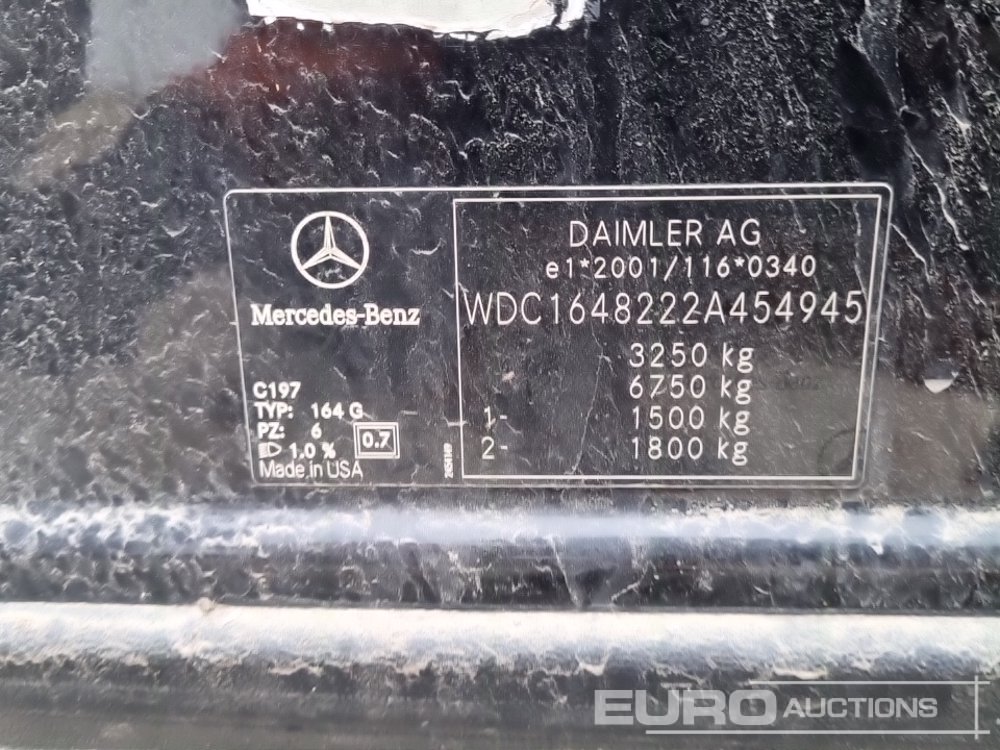 Mercedes-Benz
C197
TYP: 164 G
PZ: 6
0.7
1.0 %
Made in USA
DAIMLER AG
e1*2001/116*0340
WDC1648222A454945
3250 kg
6750 kg
1- 1500 kg
2- 1800 kg
EURO AUCTIONS